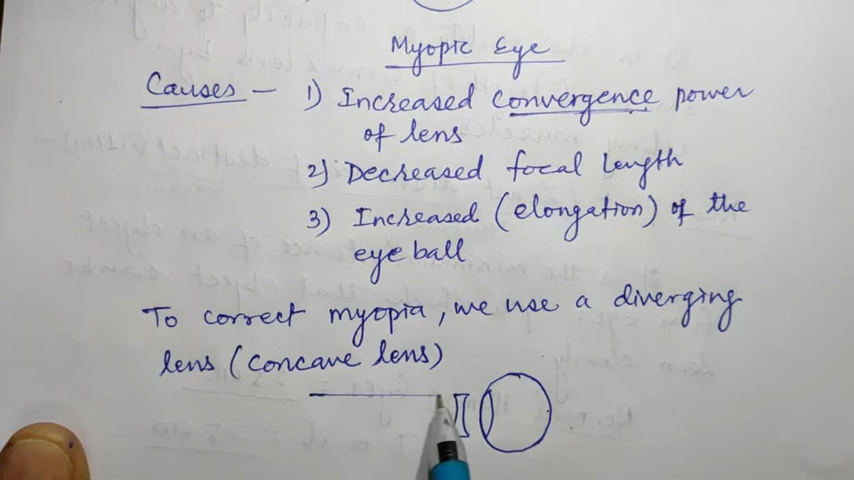 Myopic Eye
Causes - 1) Increased convergence power
of lens
2) Decreased focal length
3) Increased (elongation) of the
eye ball
To correct myopia, we use a diverging
lens (concave lens)